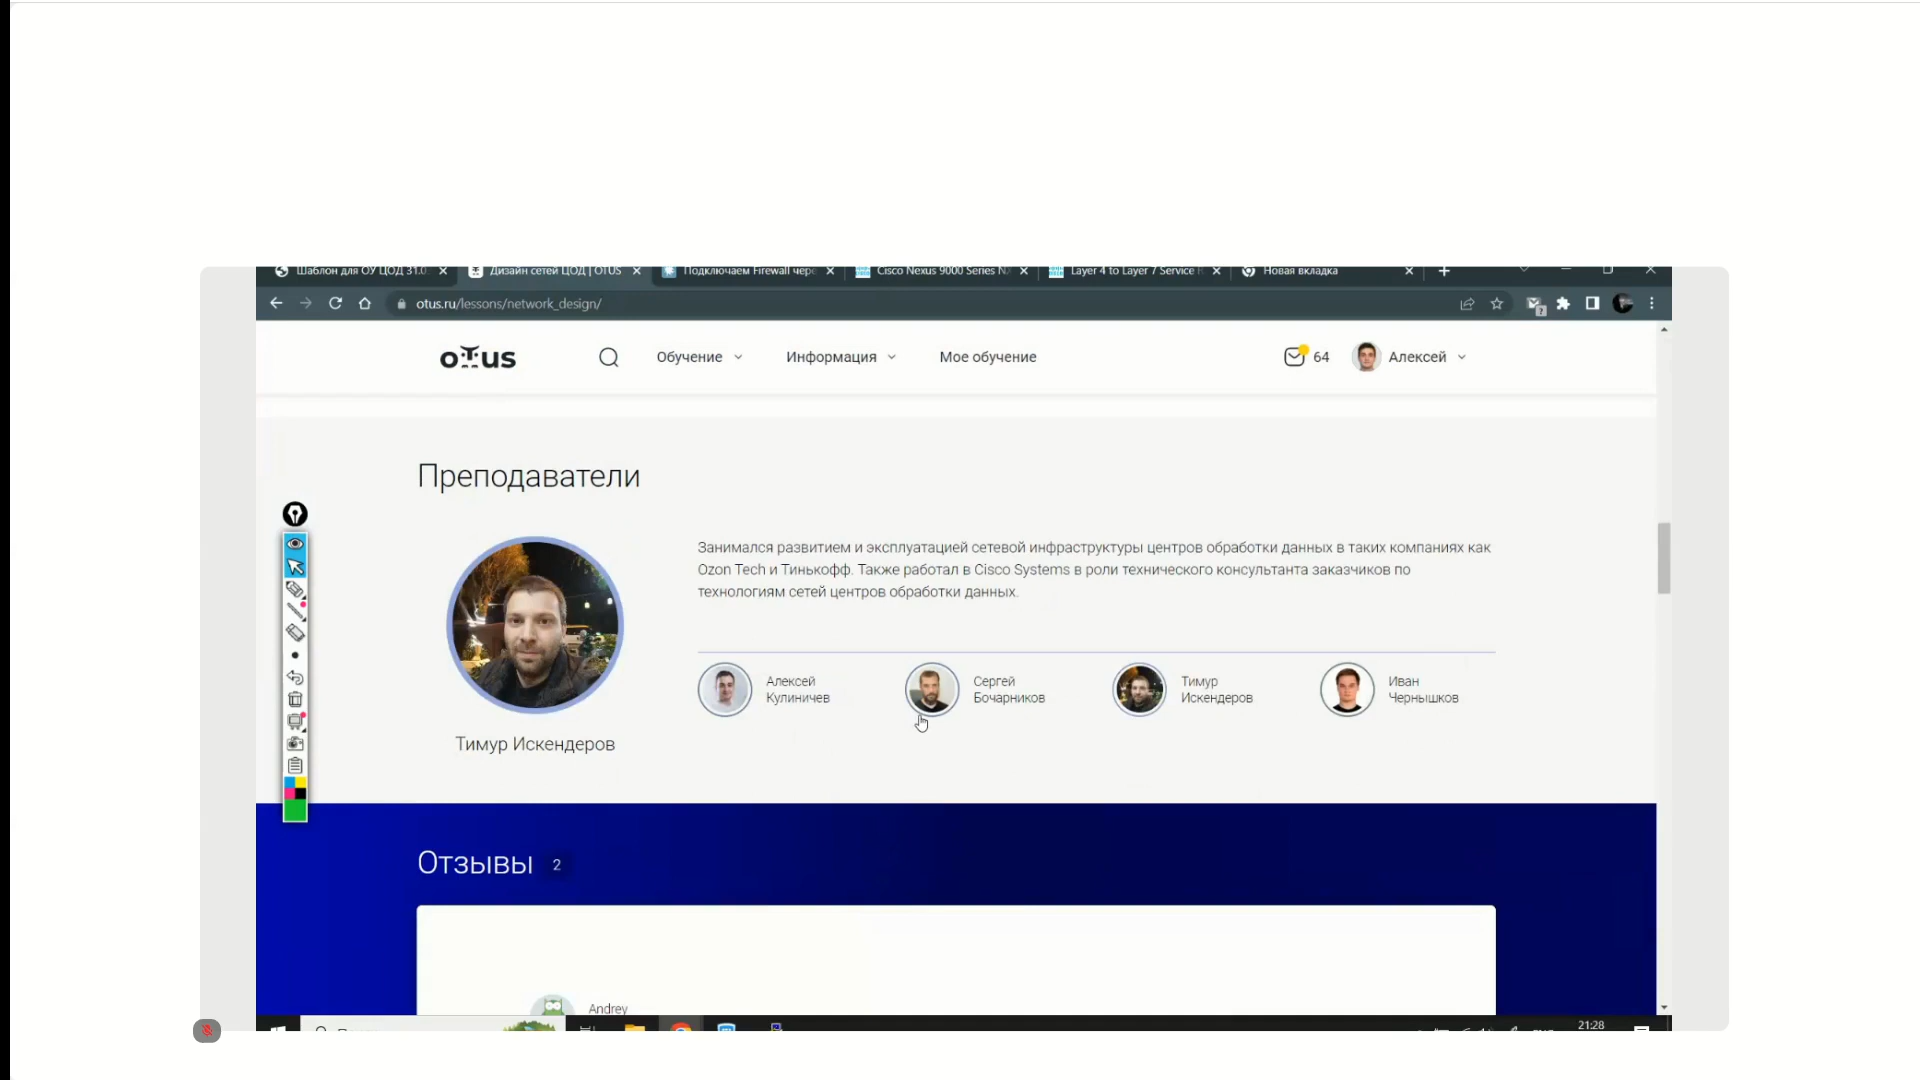 Шаблон для ОУ ЦОД 31.0
Дизайн сетей ЦОД | OTUS
Подключаем Firewall чере
Cisco Nexus 9000 Series N
Layer 4 to Layer 7 Service
Новая вкладка
otus.ru/lessons/network_design/
oTus
Обучение
Информация
Мое обучение
64
Алексей
Преподаватели
Занимался развитием и эксплуатацией сетевой инфраструктуры центров обработки данных в таких компаниях как
Ozon Tech и Тинькофф. Также работал в Cisco Systems в роли технического консультанта заказчиков по
технологиям сетей центров обработки данных.
Алексей
Кулиничев
Сергей
Бочарников
Тимур
Искендеров
Иван
Чернышков
Тимур Искендеров
Отзывы 2
Andrey
21:28